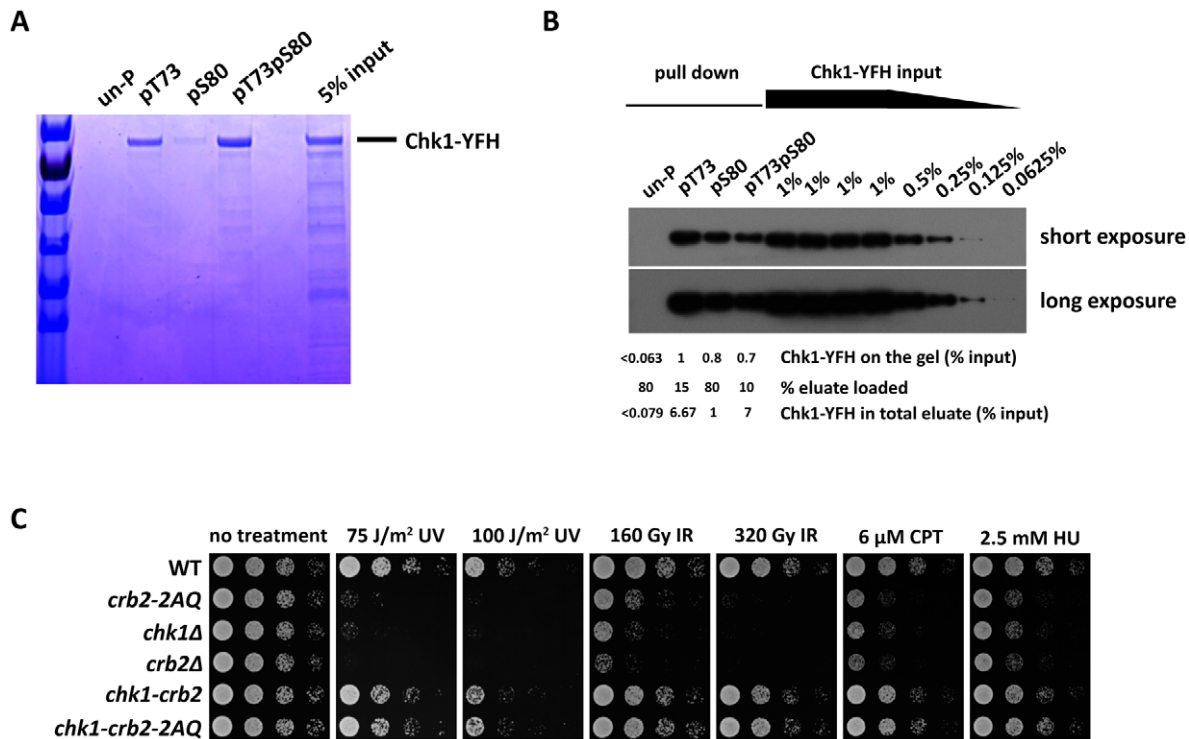 A
un-P pT73 pS80 pT73pS80 5% input
Chk1-YFH
B
pull down Chk1-YFH input
un-P pT73 pS80 pT73pS80 1% 1% 1% 1% 0.5% 0.25% 0.125% 0.0625%
short exposure
long exposure
<0.063 1 0.8 0.7 Chk1-YFH on the gel (% input)
80 15 80 10 % eluate loaded
<0.079 6.67 1 7 Chk1-YFH in total eluate (% input)
C
no treatment 75 J/m² UV 100 J/m² UV 160 Gy IR 320 Gy IR 6 µM CPT 2.5 mM HU
WT
crb2-2AQ
chk1Δ
crb2Δ
chk1-crb2
chk1-crb2-2AQ